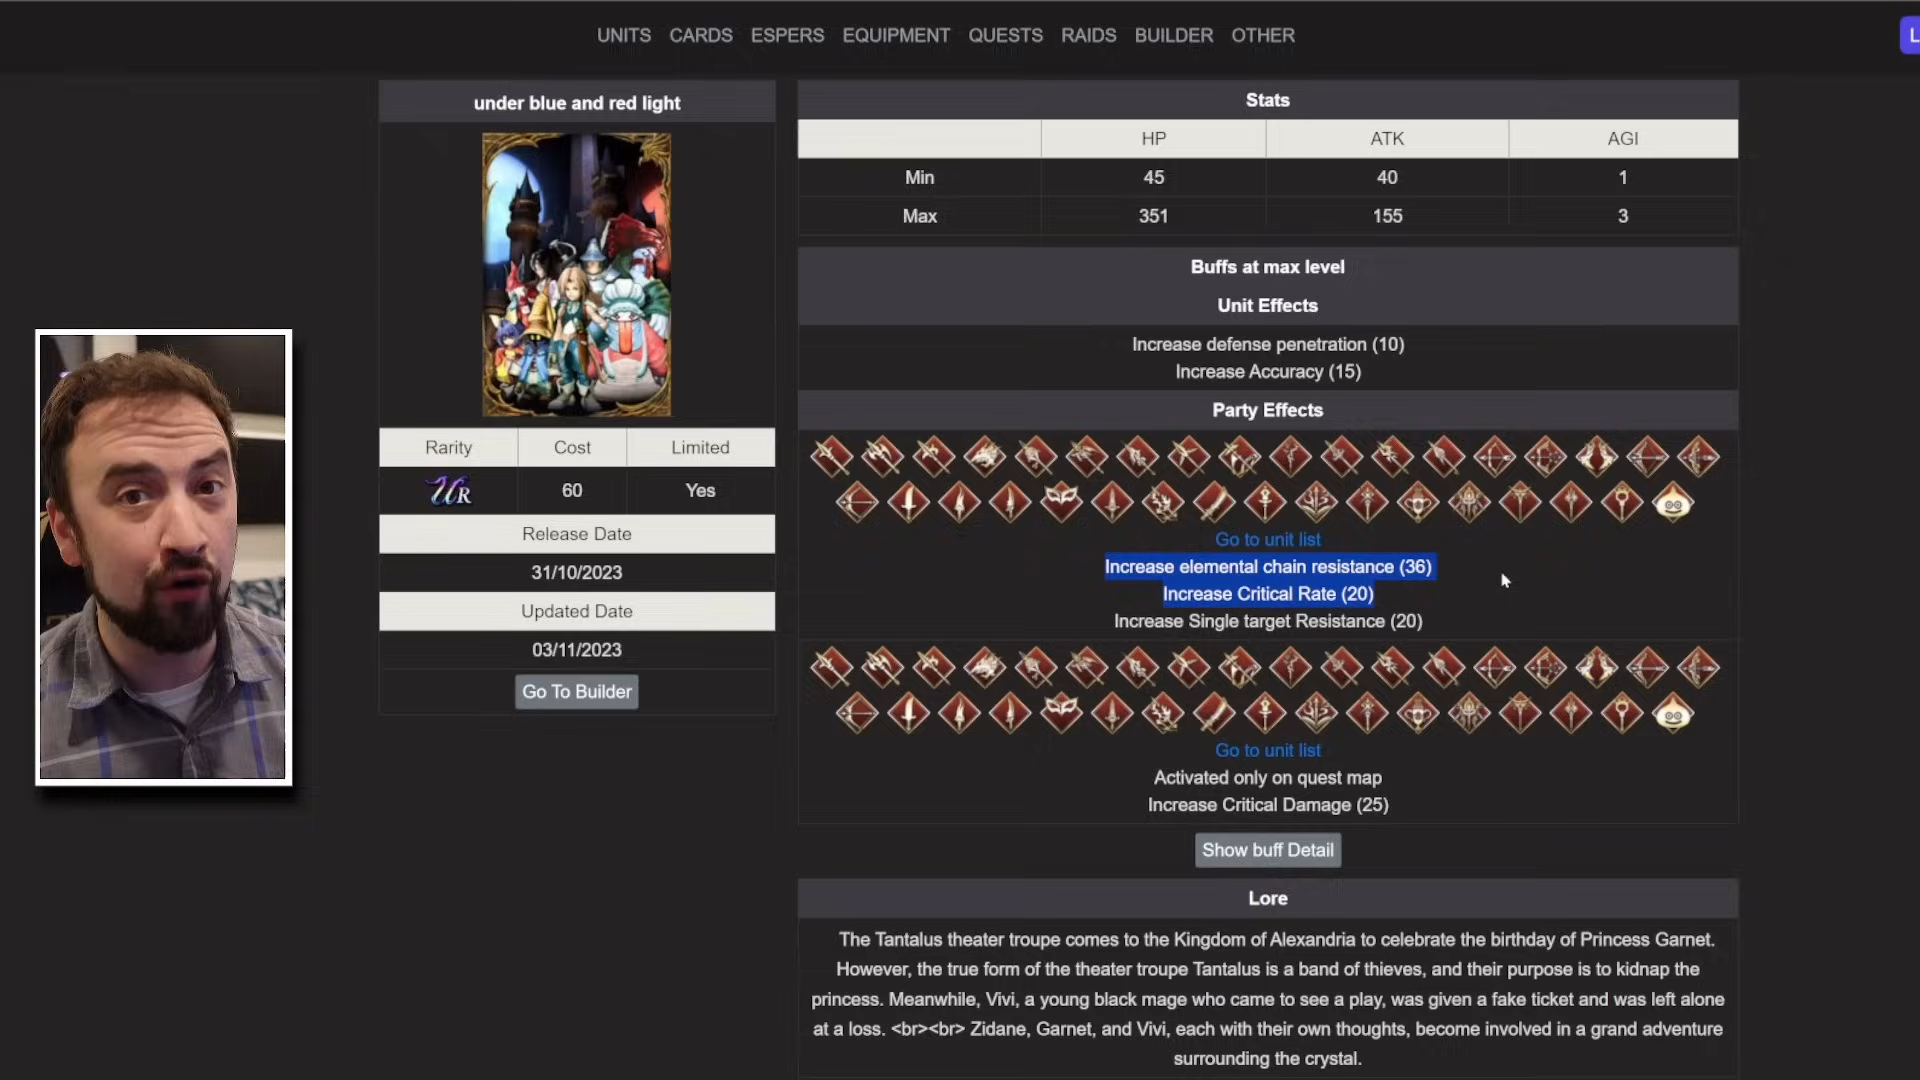 UNITS CARDS ESPERS EQUIPMENT QUESTS RAIDS BUILDER OTHER
L
under blue and red light
Rarity Cost Limited
UR 60 Yes
Release Date
31/10/2023
Updated Date
03/11/2023
Go To Builder
Stats
HP ATK AGI
Min 45 40 1
Max 351 155 3
Buffs at max level
Unit Effects
Increase defense penetration (10)
Increase Accuracy (15)
Party Effects
Go to unit list
Increase elemental chain resistance (36)
Increase Critical Rate (20)
Increase Single target Resistance (20)
Go to unit list
Activated only on quest map
Increase Critical Damage (25)
Show buff Detail
Lore
The Tantalus theater troupe comes to the Kingdom of Alexandria to celebrate the birthday of Princess Garnet.
However, the true form of the theater troupe Tantalus is a band of thieves, and their purpose is to kidnap the
princess. Meanwhile, Vivi, a young black mage who came to see a play, was given a fake ticket and was left alone
at a loss. <br><br> Zidane, Garnet, and Vivi, each with their own thoughts, become involved in a grand adventure
surrounding the crystal.